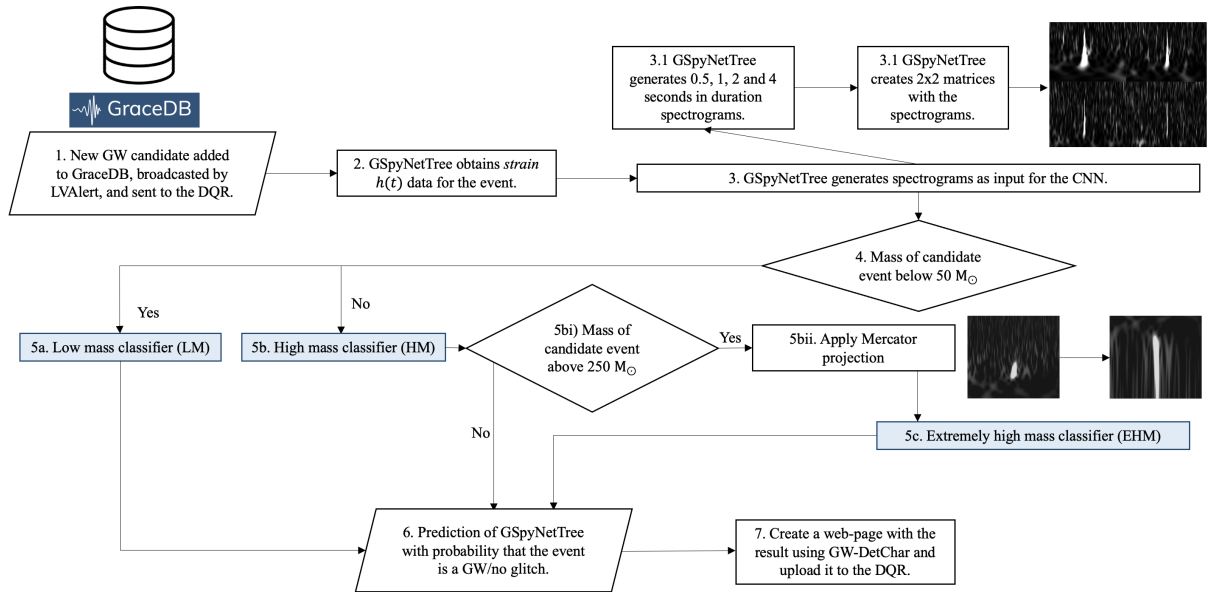 GraceDB
1. New GW candidate added
to GraceDB, broadcasted by
LVAlert, and sent to the DQR.
2. GSpyNetTree obtains strain
h(t) data for the event.
3.1 GSpyNetTree
generates 0.5, 1, 2 and 4
seconds in duration
spectrograms.
3.1 GSpyNetTree
creates 2x2 matrices
with the
spectrograms.
3. GSpyNetTree generates spectrograms as input for the CNN.
4. Mass of candidate
event below 50 M☉
Yes
No
5a. Low mass classifier (LM)
5b. High mass classifier (HM)
5bi) Mass of
candidate event
above 250 M☉
Yes
5bii. Apply Mercator
projection
No
5c. Extremely high mass classifier (EHM)
6. Prediction of GSpyNetTree
with probability that the event
is a GW/no glitch.
7. Create a web-page with the
result using GW-DetChar and
upload it to the DQR.